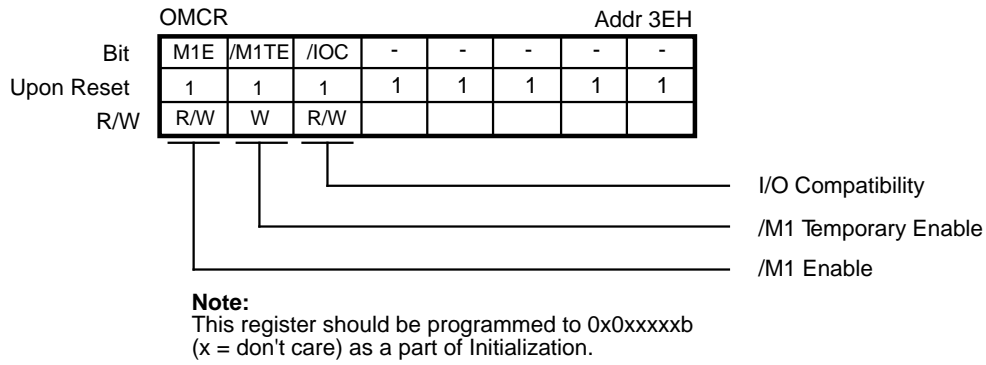 OMCR Addr 3EH
Bit M1E /M1TE /IOC - - - - -
Upon Reset 1 1 1 1 1 1 1 1
R/W R/W W R/W
I/O Compatibility
/M1 Temporary Enable
/M1 Enable
Note:
This register should be programmed to 0x0xxxxxb
(x = don't care) as a part of Initialization.